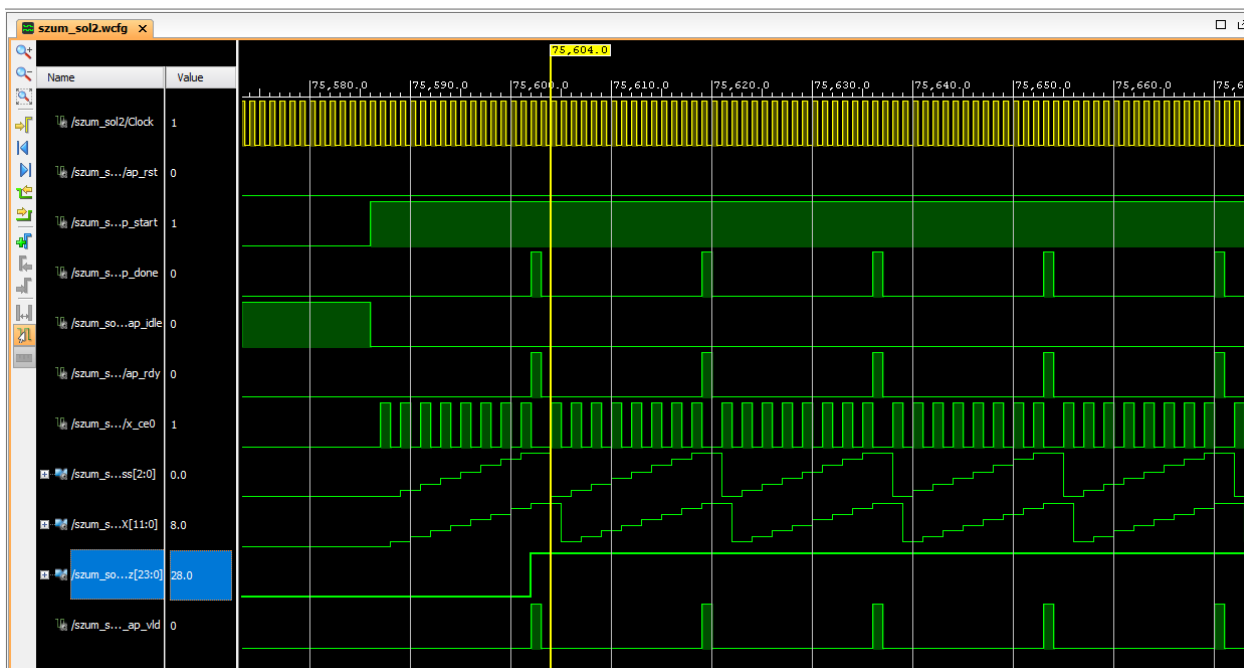 szum_sol2.wcfg
75,604.0
Name Value
75,580.0 75,590.0 75,600.0 75,610.0 75,620.0 75,630.0 75,640.0 75,650.0 75,660.0 75,6
/szum_sol2/Clock 1
/szum_s.../ap_rst 0
/szum_s...p_start 1
/szum_s...p_done 0
/szum_so...ap_idle 0
/szum_s.../ap_rdy 0
/szum_s.../x_ce0 1
/szum_s...ss[2:0] 0.0
/szum_s...X[11:0] 8.0
/szum_so...z[23:0] 28.0
/szum_s..._ap_vld 0